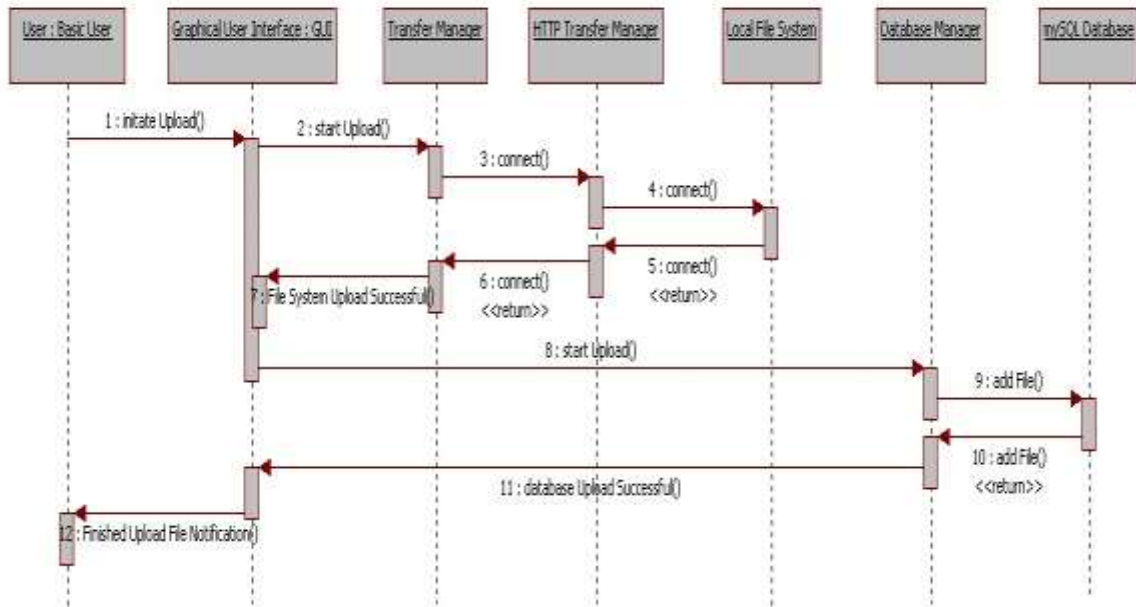 User : Basic User
Graphical User Interface : GUI
Transfer Manager
HTTP Transfer Manager
Local File System
Database Manager
mySQL Database
1 : initate Upload()
2 : start Upload()
3 : connect()
4 : connect()
5 : connect()
<<return>>
6 : connect()
<<return>>
7 : File System Upload Successful()
8 : start Upload()
9 : add File()
10 : add File()
<<return>>
11 : database Upload Successful()
12 : Finished Upload File Notification()